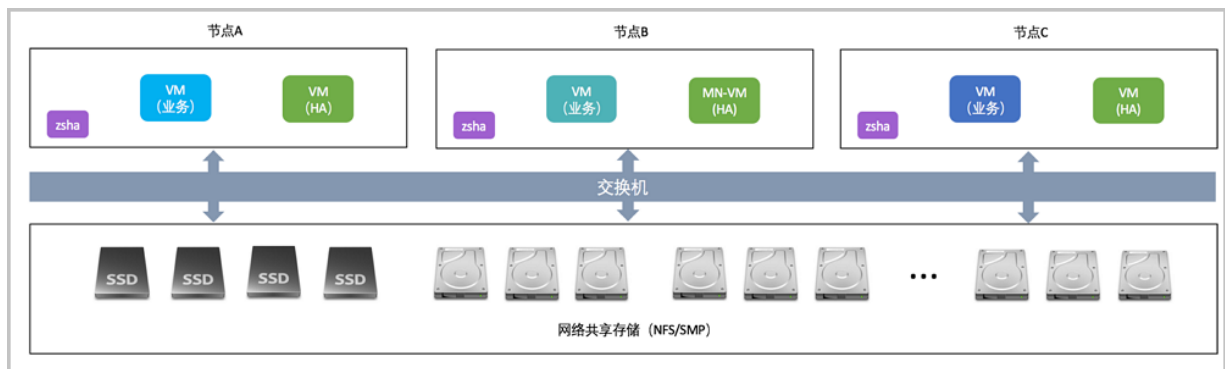 节点A
节点B
节点C
VM
(业务)
VM
(HA)
zsha
VM
(业务)
MN-VM
(HA)
zsha
VM
(业务)
VM
(HA)
zsha
交换机
SSD
SSD
SSD
SSD
...
网络共享存储（NFS/SMP）